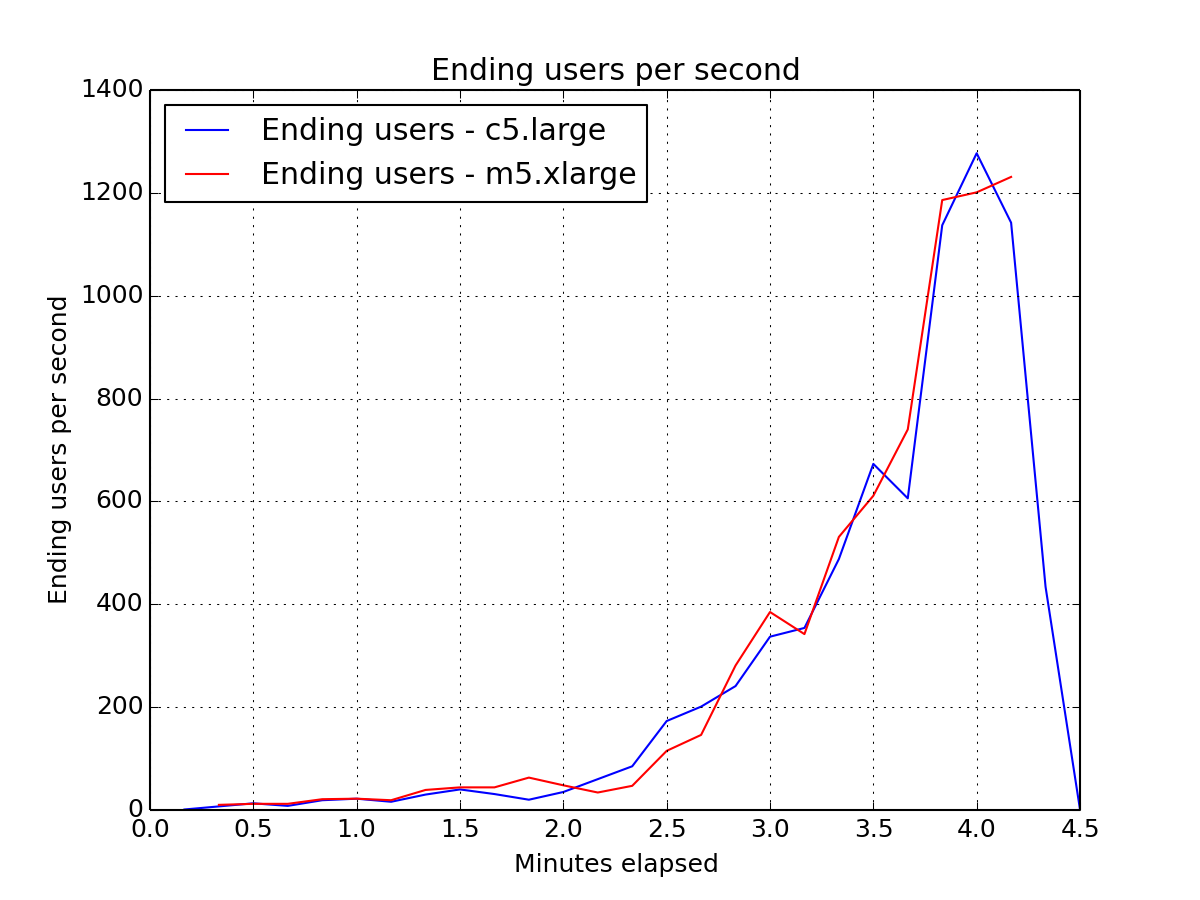 Ending users per second
1400
1200
1000
800
600
400
200
0
Ending users per second
Ending users - c5.large
Ending users - m5.xlarge
0.0 0.5 1.0 1.5 2.0 2.5 3.0 3.5 4.0 4.5
Minutes elapsed